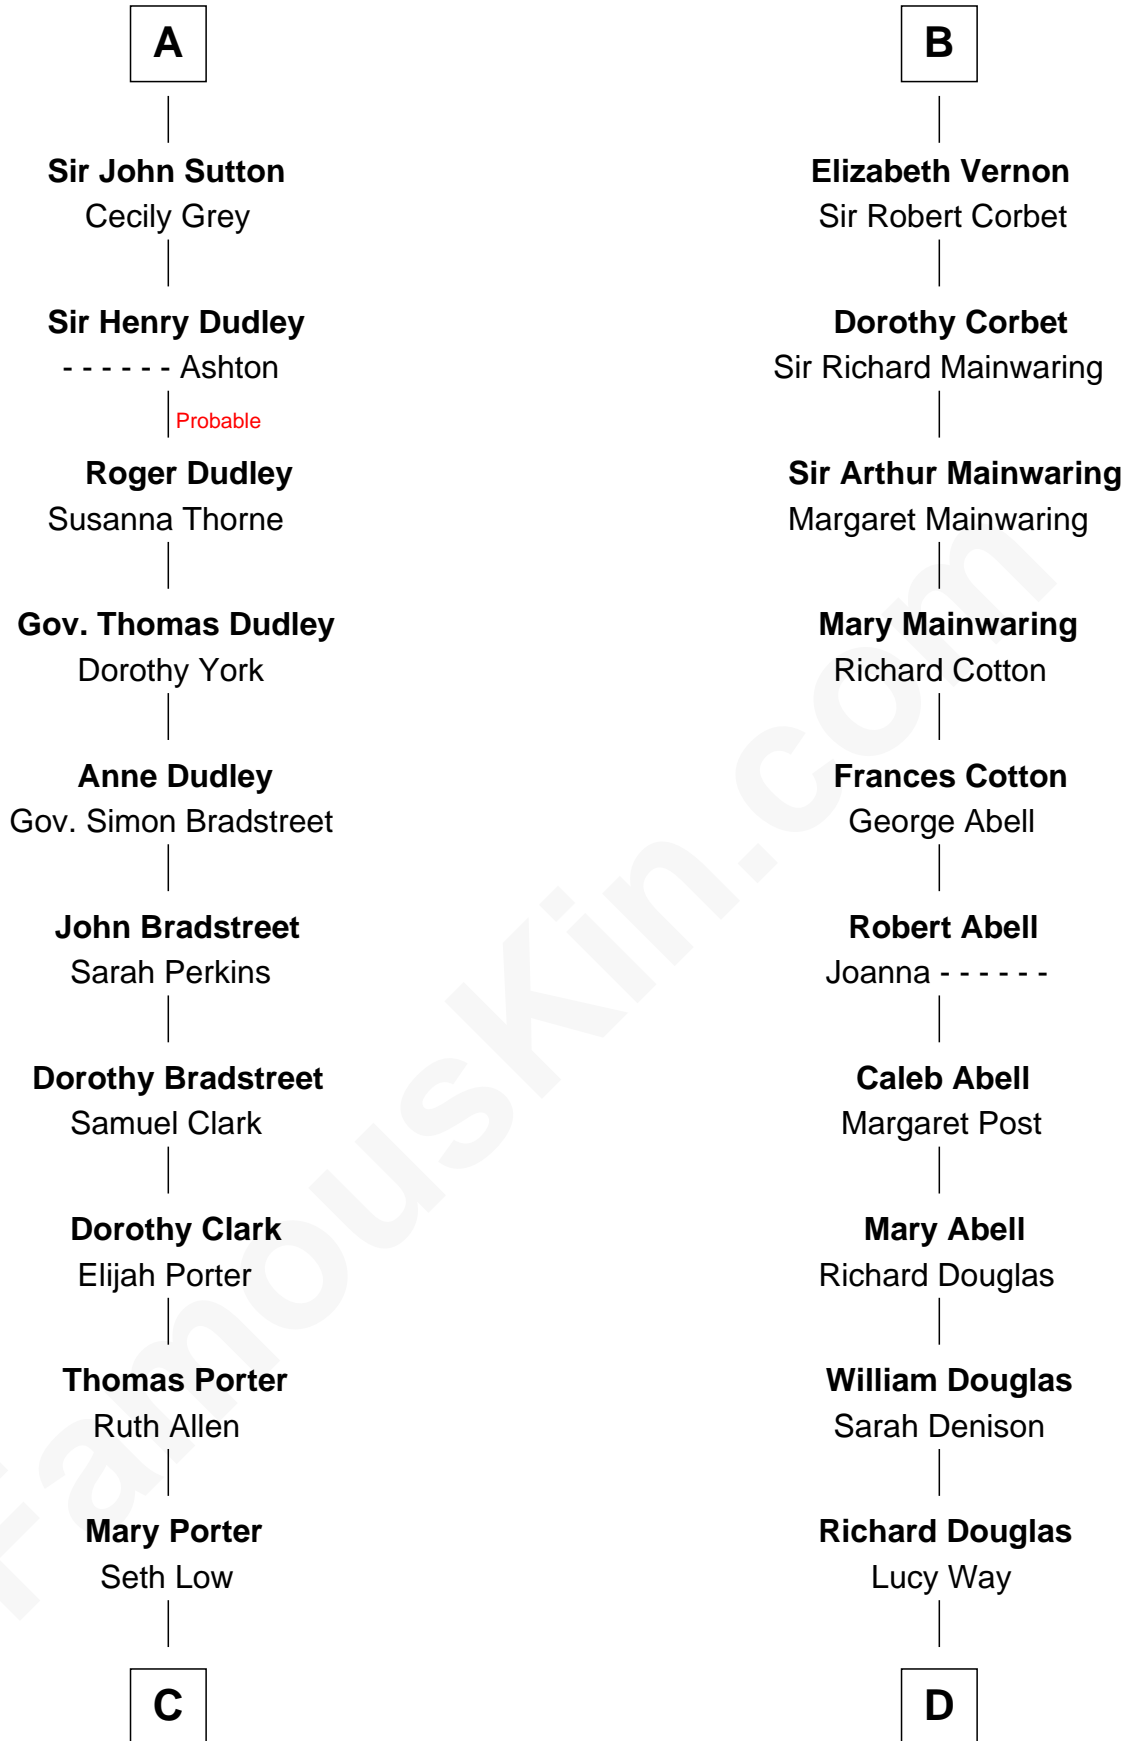 A
Sir John Sutton
Cecily Grey
Sir Henry Dudley
- - - - - - Ashton
Probable
Roger Dudley
Susanna Thorne
Gov. Thomas Dudley
Dorothy York
Anne Dudley
Gov. Simon Bradstreet
John Bradstreet
Sarah Perkins
Dorothy Bradstreet
Samuel Clark
Dorothy Clark
Elijah Porter
Thomas Porter
Ruth Allen
Mary Porter
Seth Low
C
B
Elizabeth Vernon
Sir Robert Corbet
Dorothy Corbet
Sir Richard Mainwaring
Sir Arthur Mainwaring
Margaret Mainwaring
Mary Mainwaring
Richard Cotton
Frances Cotton
George Abell
Robert Abell
Joanna - - - - - -
Caleb Abell
Margaret Post
Mary Abell
Richard Douglas
William Douglas
Sarah Denison
Richard Douglas
Lucy Way
D
FamousKin.com